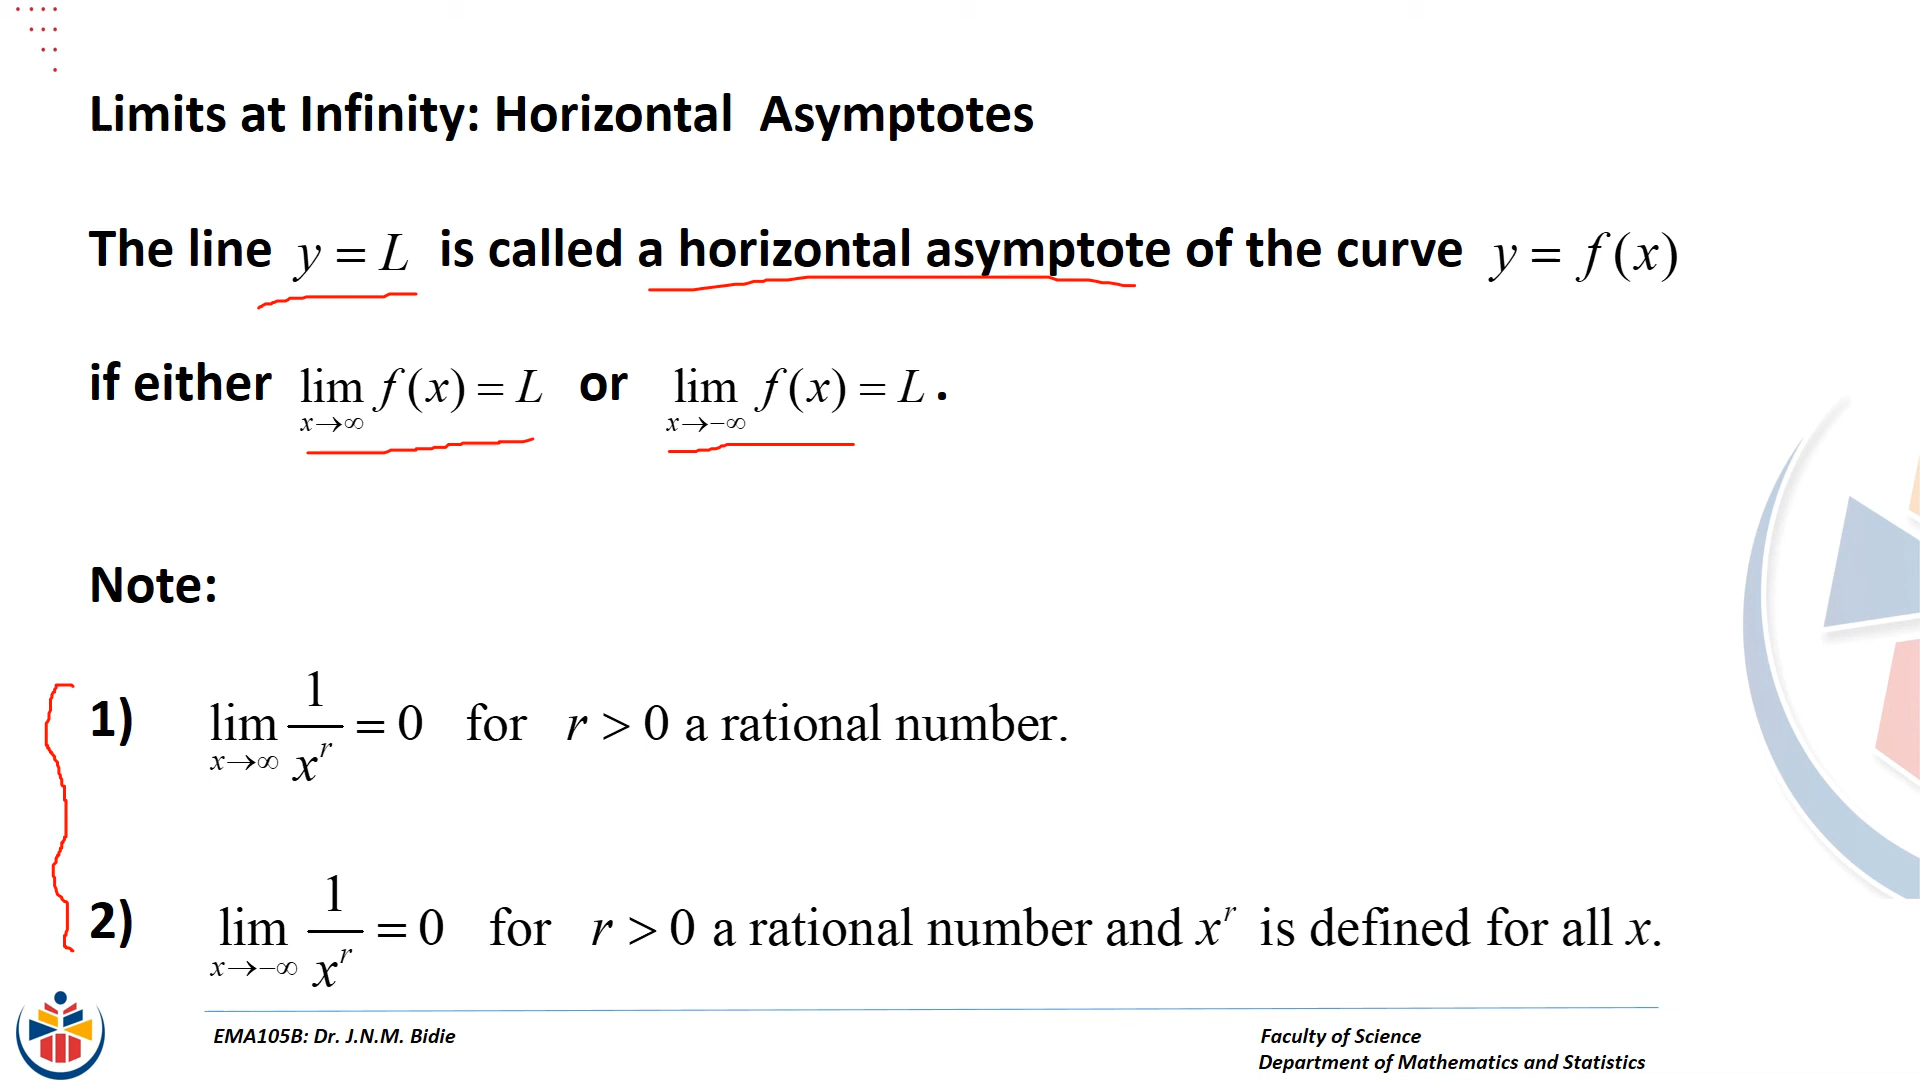 Limits at Infinity: Horizontal Asymptotes
The line y = L is called a horizontal asymptote of the curve y = f(x)
if either lim_{x→∞} f(x) = L or lim_{x→−∞} f(x) = L.
Note:
1) lim_{x→∞} 1/x^r = 0 for r > 0 a rational number.
2) lim_{x→−∞} 1/x^r = 0 for r > 0 a rational number and x^r is defined for all x.
EMA105B: Dr. J.N.M. Bidie
Faculty of Science
Department of Mathematics and Statistics